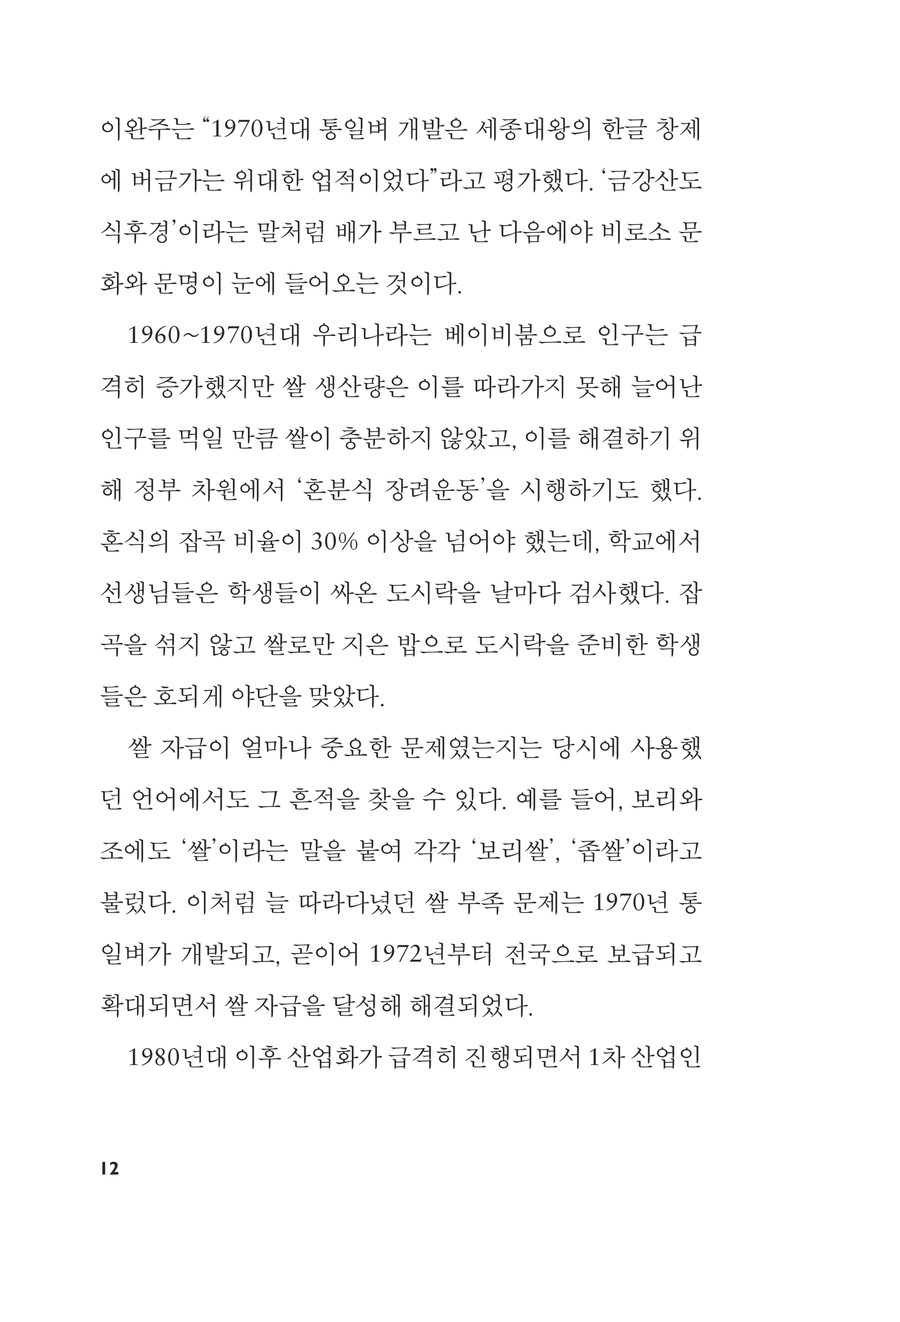 이완주는 “1970년대 통일벼 개발은 세종대왕의 한글 창제
에 버금가는 위대한 업적이었다”라고 평가했다. ‘금강산도
식후경’이라는 말처럼 배가 부르고 난 다음에야 비로소 문
화와 문명이 눈에 들어오는 것이다.
1960~1970년대 우리나라는 베이비붐으로 인구는 급
격히 증가했지만 쌀 생산량은 이를 따라가지 못해 늘어난
인구를 먹일 만큼 쌀이 충분하지 않았고, 이를 해결하기 위
해 정부 차원에서 ‘혼분식 장려운동’을 시행하기도 했다.
혼식의 잡곡 비율이 30% 이상을 넘어야 했는데, 학교에서
선생님들은 학생들이 싸온 도시락을 날마다 검사했다. 잡
곡을 섞지 않고 쌀로만 지은 밥으로 도시락을 준비한 학생
들은 호되게 야단을 맞았다.
쌀 자급이 얼마나 중요한 문제였는지는 당시에 사용했
던 언어에서도 그 흔적을 찾을 수 있다. 예를 들어, 보리와
조에도 ‘쌀’이라는 말을 붙여 각각 ‘보리쌀’, ‘좁쌀’이라고
불렀다. 이처럼 늘 따라다녔던 쌀 부족 문제는 1970년 통
일벼가 개발되고, 곧이어 1972년부터 전국으로 보급되고
확대되면서 쌀 자급을 달성해 해결되었다.
1980년대 이후 산업화가 급격히 진행되면서 1차 산업인
12